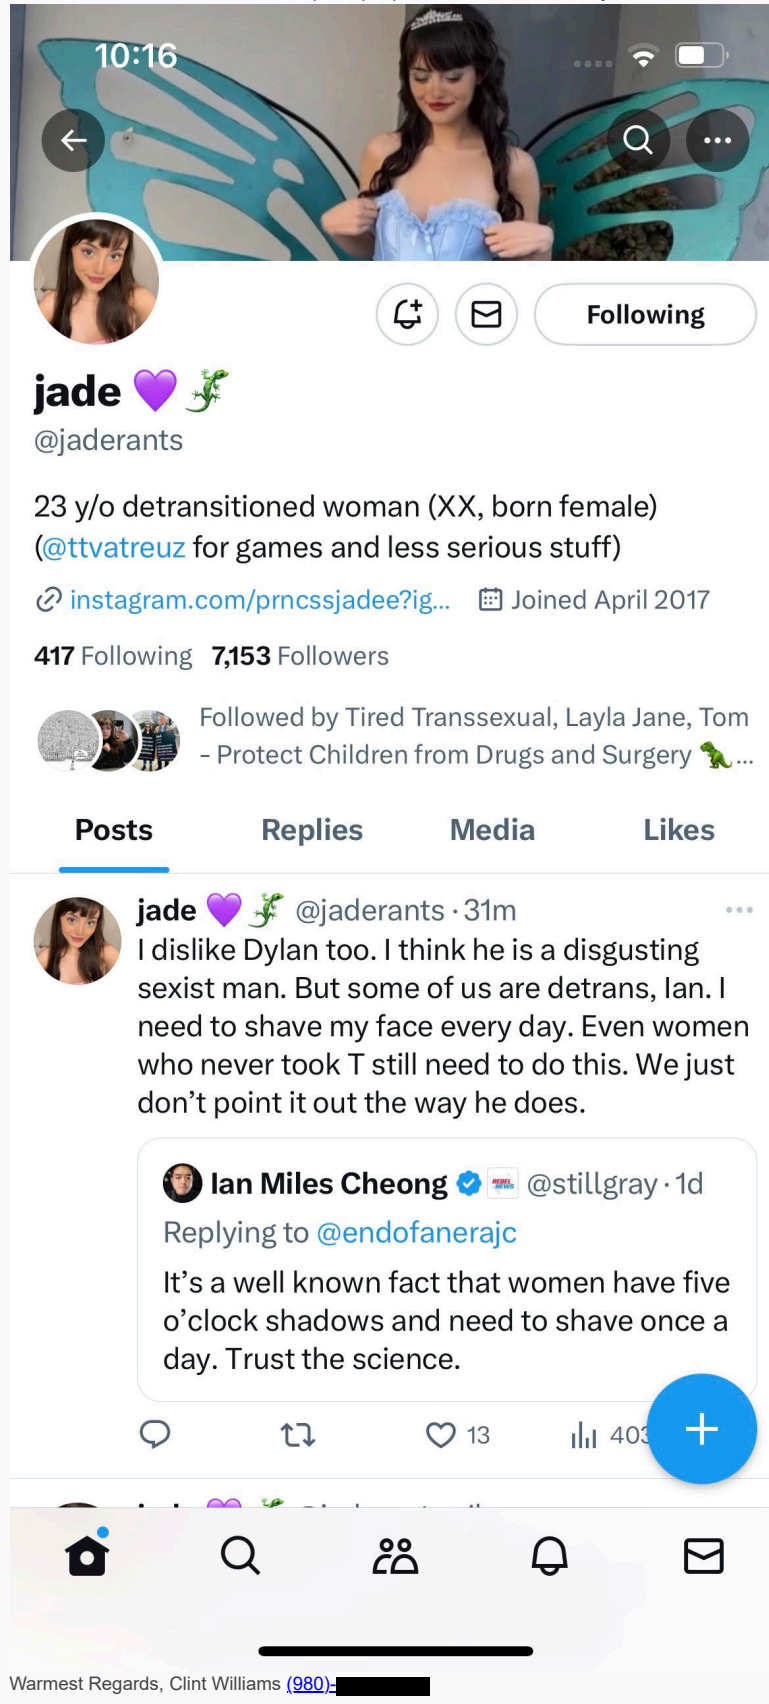 10:16
Following
jade 💜 🦎
@jaderants
23 y/o detransitioned woman (XX, born female)
(@ttvatreuz for games and less serious stuff)
instagram.com/prncssjadee?ig... Joined April 2017
417 Following 7,153 Followers
Followed by Tired Transsexual, Layla Jane, Tom
- Protect Children from Drugs and Surgery 🦖...
Posts Replies Media Likes
jade 💜 🦎 @jaderants · 31m
I dislike Dylan too. I think he is a disgusting
sexist man. But some of us are detrans, Ian. I
need to shave my face every day. Even women
who never took T still need to do this. We just
don’t point it out the way he does.
Ian Miles Cheong REBEL NEWS @stillgray · 1d
Replying to @endofanerajc
It’s a well known fact that women have five
o’clock shadows and need to shave once a
day. Trust the science.
13 403
Warmest Regards, Clint Williams (980)-